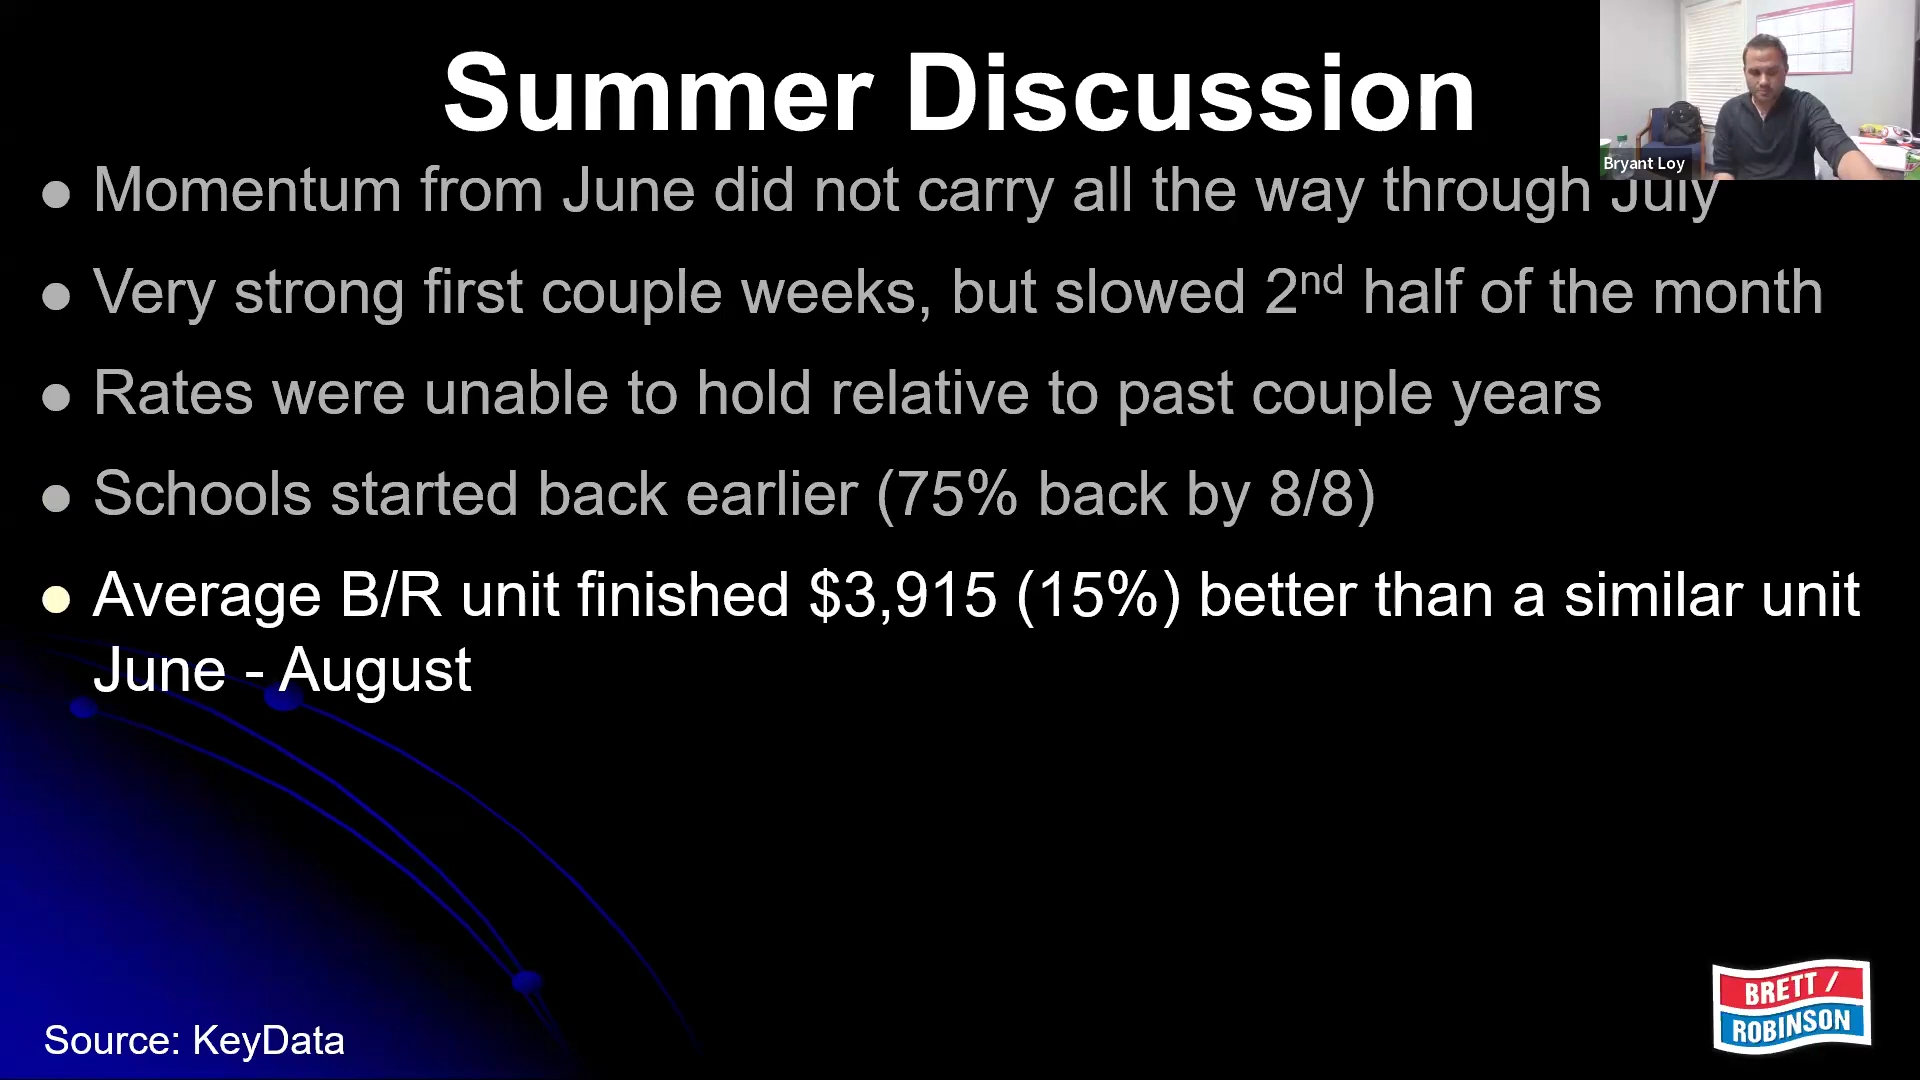 Summer Discussion
Bryant Loy
● Momentum from June did not carry all the way through July
● Very strong first couple weeks, but slowed 2nd half of the month
● Rates were unable to hold relative to past couple years
● Schools started back earlier (75% back by 8/8)
● Average B/R unit finished $3,915 (15%) better than a similar unit
June - August
Source: KeyData
BRETT /
ROBINSON